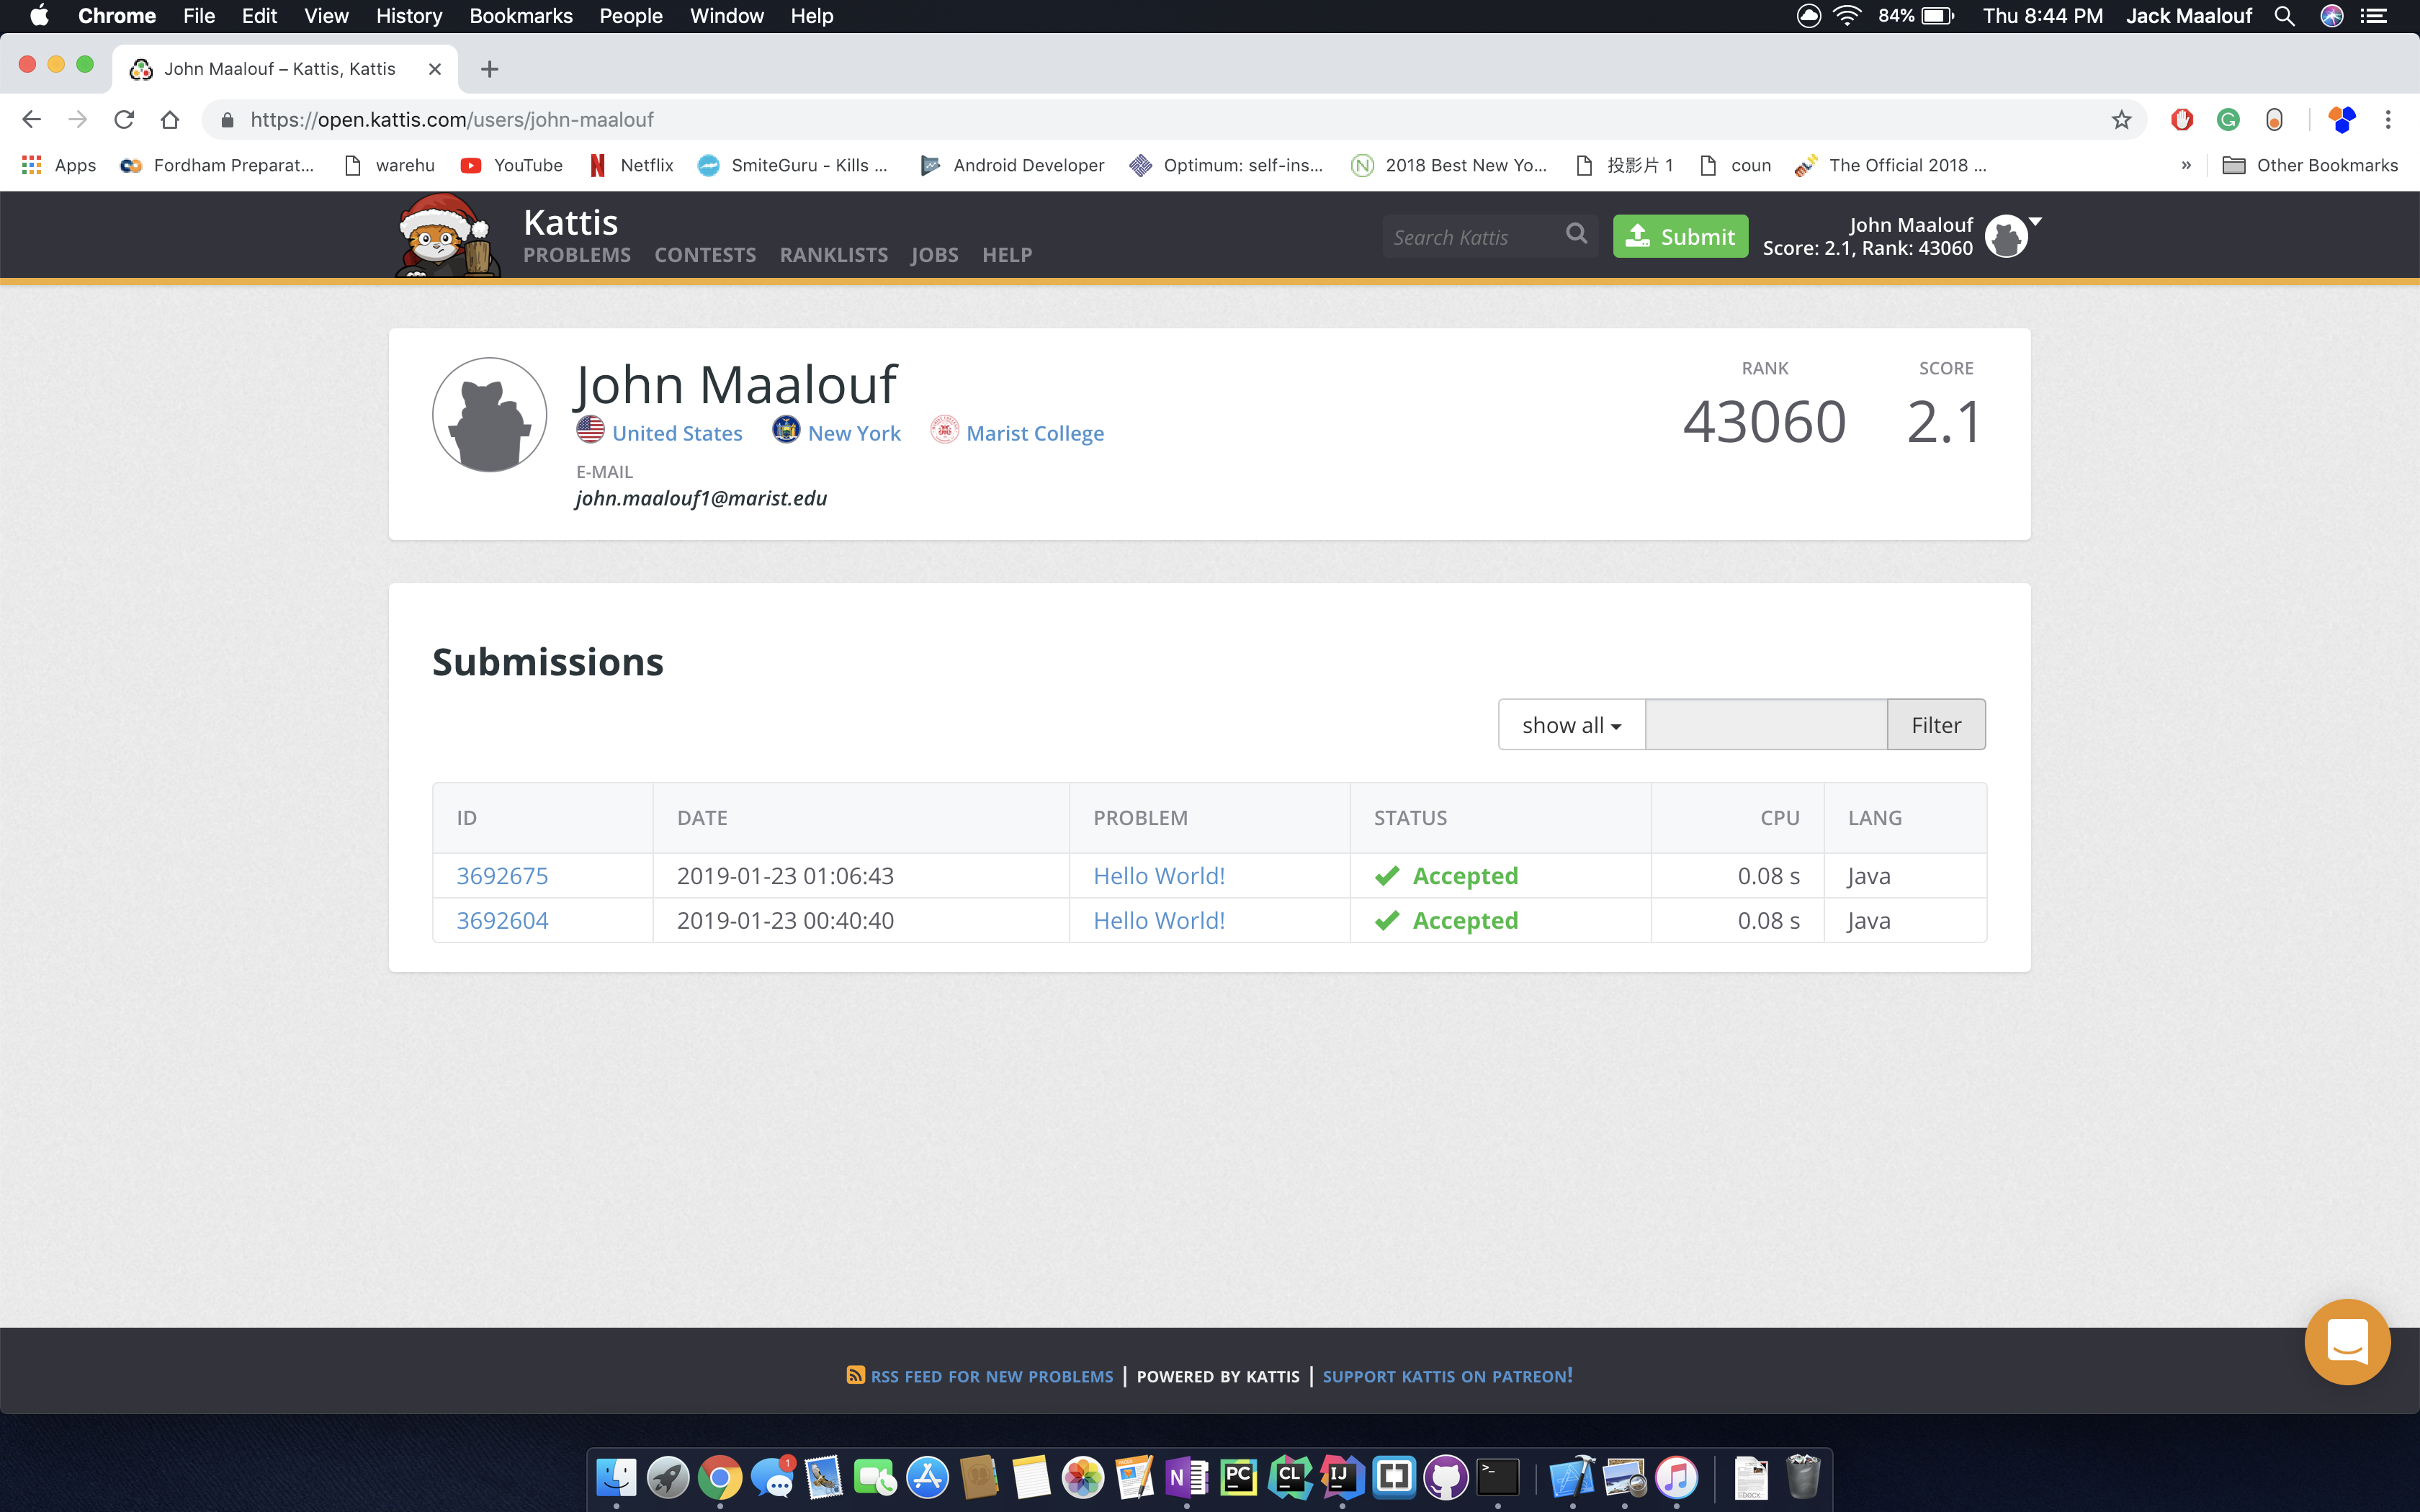 Chrome File Edit View History Bookmarks People Window Help 84% Thu 8:44 PM Jack Maalouf
John Maalouf – Kattis, Kattis
https://open.kattis.com/users/john-maalouf
Apps Fordham Preparat... warehu YouTube Netflix SmiteGuru - Kills ... Android Developer Optimum: self-ins... 2018 Best New Yo... 投影片 1 coun The Official 2018 ... » Other Bookmarks
Kattis
PROBLEMS CONTESTS RANKLISTS JOBS HELP
Search Kattis
Submit
John Maalouf
Score: 2.1, Rank: 43060
John Maalouf
United States New York Marist College
E-MAIL
john.maalouf1@marist.edu
RANK SCORE
43060 2.1
Submissions
show all Filter
ID DATE PROBLEM STATUS CPU LANG
3692675 2019-01-23 01:06:43 Hello World! Accepted 0.08 s Java
3692604 2019-01-23 00:40:40 Hello World! Accepted 0.08 s Java
RSS FEED FOR NEW PROBLEMS | POWERED BY KATTIS | SUPPORT KATTIS ON PATREON!
1
N PC CL IJ >_
DOCX